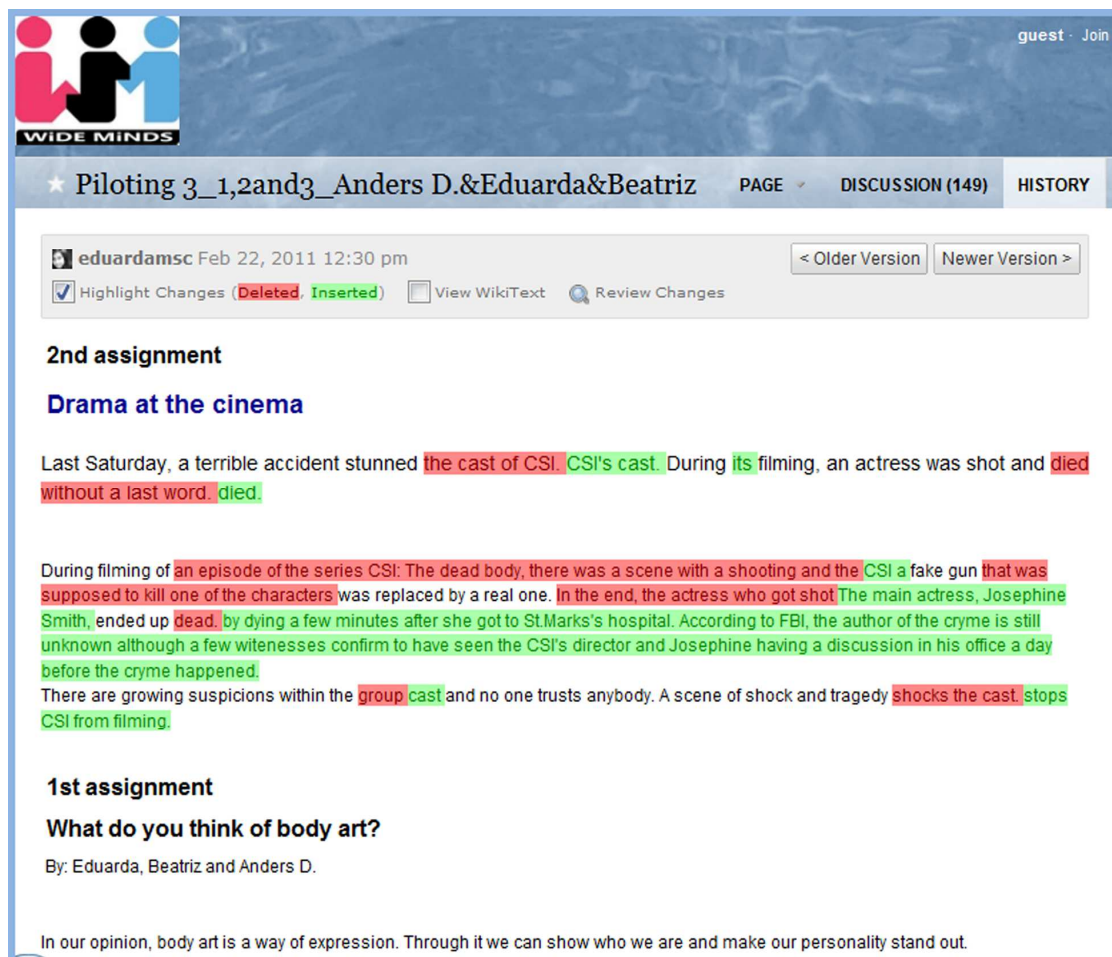 guest · Join
WiDE MiNDS
Piloting 3_1,2and3_Anders D.&Eduarda&Beatriz PAGE DISCUSSION (149) HISTORY
eduardamsc Feb 22, 2011 12:30 pm < Older Version Newer Version >
Highlight Changes (Deleted, Inserted) View WikiText Review Changes
2nd assignment
Drama at the cinema
Last Saturday, a terrible accident stunned the cast of CSI. CSI's cast. During its filming, an actress was shot and died
without a last word. died.
During filming of an episode of the series CSI: The dead body, there was a scene with a shooting and the CSI a fake gun that was
supposed to kill one of the characters was replaced by a real one. In the end, the actress who got shot The main actress, Josephine
Smith, ended up dead. by dying a few minutes after she got to St.Marks's hospital. According to FBI, the author of the cryme is still
unknown although a few witenesses confirm to have seen the CSI's director and Josephine having a discussion in his office a day
before the cryme happened.
There are growing suspicions within the group cast and no one trusts anybody. A scene of shock and tragedy shocks the cast. stops
CSI from filming.
1st assignment
What do you think of body art?
By: Eduarda, Beatriz and Anders D.
In our opinion, body art is a way of expression. Through it we can show who we are and make our personality stand out.